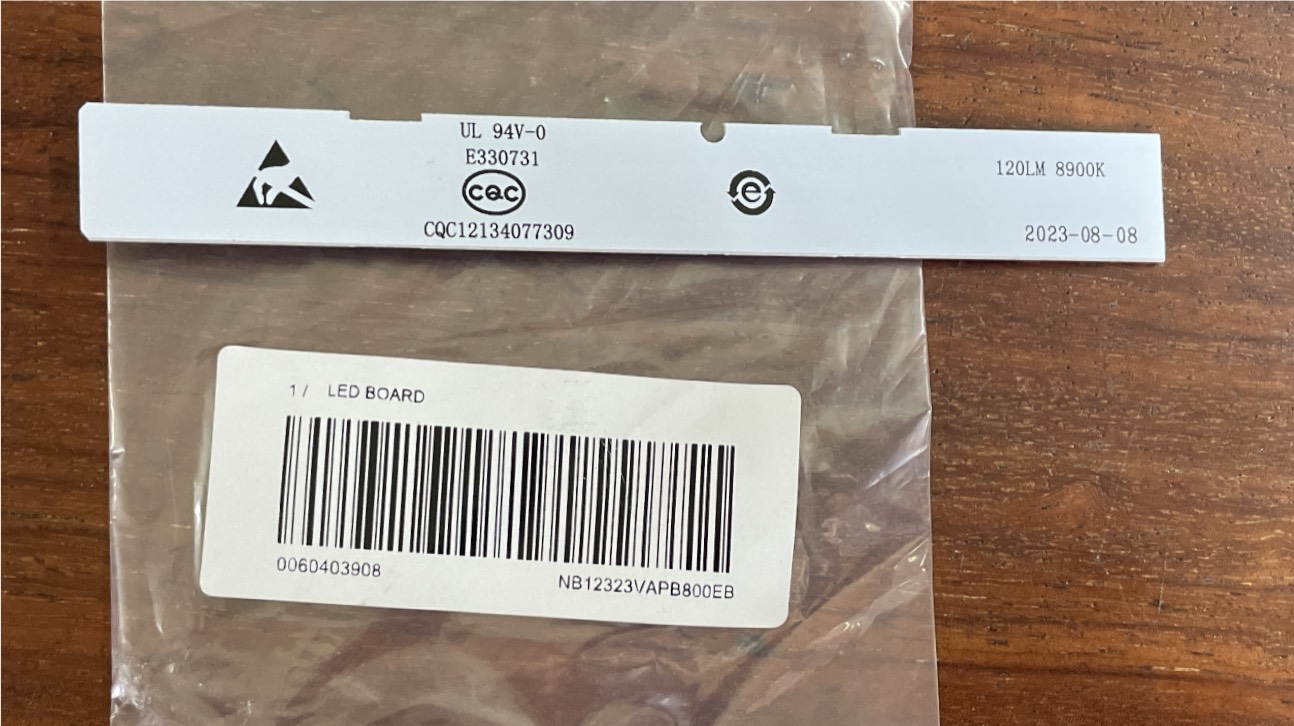 UL 94V-0
E330731
CQC
CQC12134077309
e
120LM 8900K
2023-08-08
1 / LED BOARD
0060403908
NB12323VAPB800EB